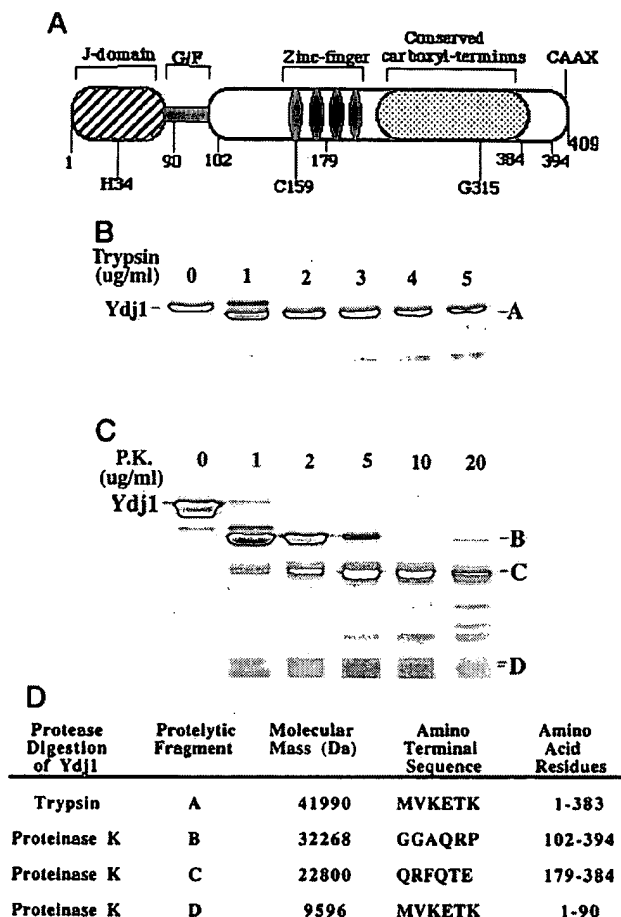 A
J-domain G/F Zinc-finger Conserved carboxyl-terminus CAAX
1 H34 90 102 C159 179 G315 384 394 409
B
Trypsin (ug/ml) 0 1 2 3 4 5
Ydj1 A
C
P.K. (ug/ml) 0 1 2 5 10 20
Ydj1
B
C
D
D
Protease Digestion of Ydj1 Protelytic Fragment Molecular Mass (Da) Amino Terminal Sequence Amino Acid Residues
Trypsin A 41990 MVKETK 1-383
Proteinase K B 32268 GGAQRP 102-394
Proteinase K C 22800 QRFQTE 179-384
Proteinase K D 9596 MVKETK 1-90